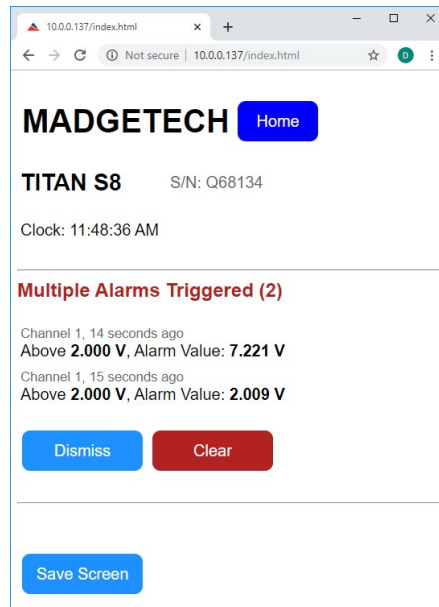 10.0.0.137/index.html
Not secure | 10.0.0.137/index.html
D
MADGETECH Home
TITAN S8 S/N: Q68134
Clock: 11:48:36 AM
Multiple Alarms Triggered (2)
Channel 1, 14 seconds ago
Above 2.000 V, Alarm Value: 7.221 V
Channel 1, 15 seconds ago
Above 2.000 V, Alarm Value: 2.009 V
Dismiss Clear
Save Screen